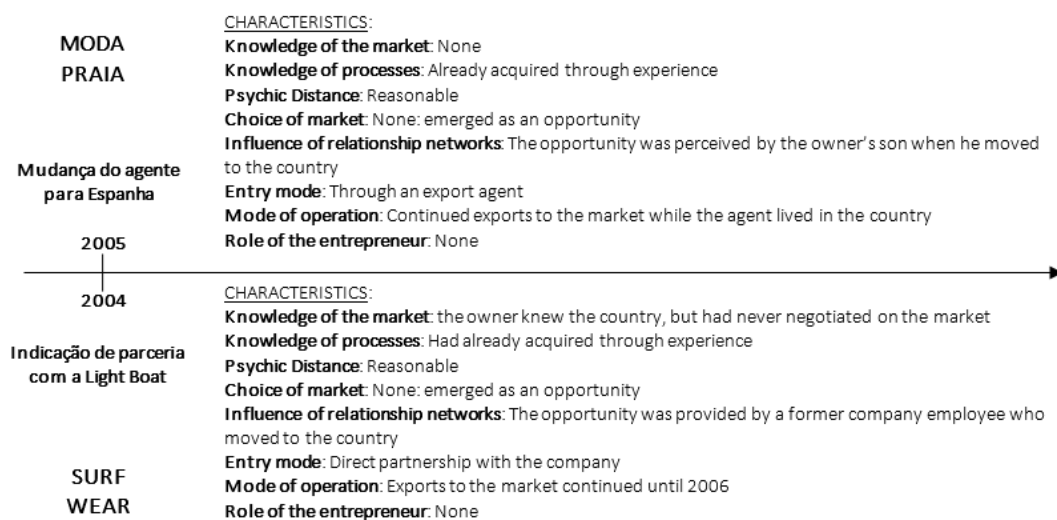 MODA
PRAIA
Mudança do agente
para Espanha
2005
CHARACTERISTICS:
Knowledge of the market: None
Knowledge of processes: Already acquired through experience
Psychic Distance: Reasonable
Choice of market: None: emerged as an opportunity
Influence of relationship networks: The opportunity was perceived by the owner's son when he moved
to the country
Entry mode: Through an export agent
Mode of operation: Continued exports to the market while the agent lived in the country
Role of the entrepreneur: None
2004
Indicação de parceria
com a Light Boat
SURF
WEAR
CHARACTERISTICS:
Knowledge of the market: the owner knew the country, but had never negotiated on the market
Knowledge of processes: Had already acquired through experience
Psychic Distance: Reasonable
Choice of market: None: emerged as an opportunity
Influence of relationship networks: The opportunity was provided by a former company employee who
moved to the country
Entry mode: Direct partnership with the company
Mode of operation: Exports to the market continued until 2006
Role of the entrepreneur: None